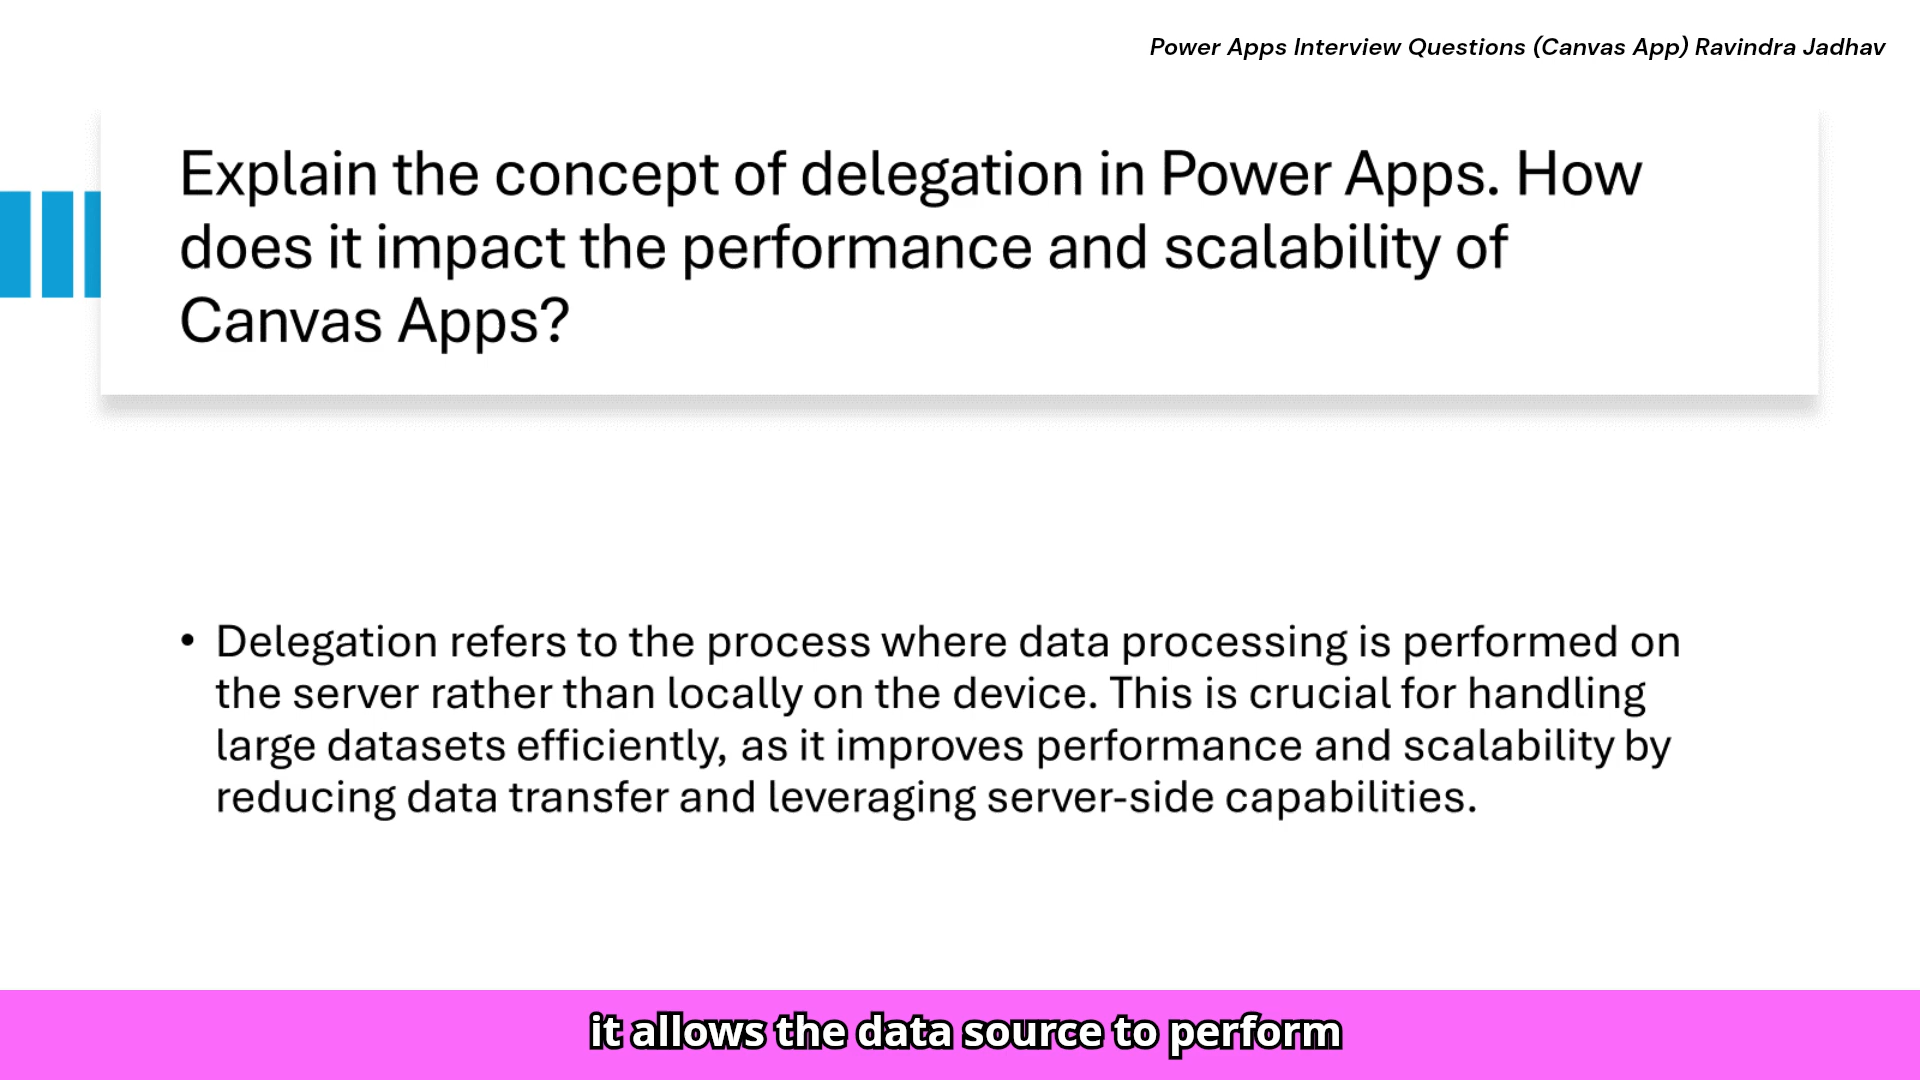 Power Apps Interview Questions (Canvas App) Ravindra Jadhav
Explain the concept of delegation in Power Apps. How
does it impact the performance and scalability of
Canvas Apps?
• Delegation refers to the process where data processing is performed on
the server rather than locally on the device. This is crucial for handling
large datasets efficiently, as it improves performance and scalability by
reducing data transfer and leveraging server-side capabilities.
it allows the data source to perform